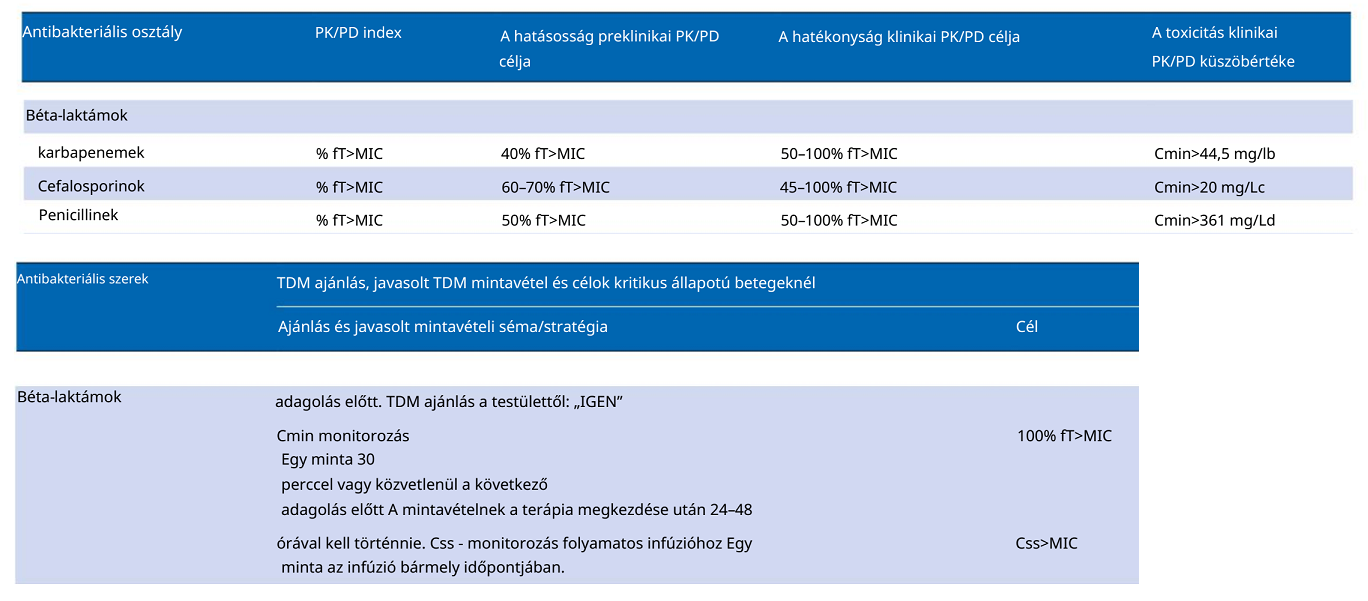 Antibakteriális osztály PK/PD index A hatásosság preklinikai PK/PD célja A hatékonyság klinikai PK/PD célja A toxicitás klinikai PK/PD küszöbértéke
Béta-laktámok
karbapenemek % fT>MIC 40% fT>MIC 50–100% fT>MIC Cmin>44,5 mg/lb
Cefalosporinok % fT>MIC 60–70% fT>MIC 45–100% fT>MIC Cmin>20 mg/Lc
Penicillinek % fT>MIC 50% fT>MIC 50–100% fT>MIC Cmin>361 mg/Ld
Antibakteriális szerek TDM ajánlás, javasolt TDM mintavétel és célok kritikus állapotú betegeknél
Ajánlás és javasolt mintavételi séma/stratégia Cél
Béta-laktámok adagolás előtt. TDM ajánlás a testülettől: „IGEN”
Cmin monitorozás 100% fT>MIC
Egy minta 30
perccel vagy közvetlenül a következő
adagolás előtt A mintavételnek a terápia megkezdése után 24–48
órával kell történnie. Css - monitorozás folyamatos infúzióhoz Egy Css>MIC
minta az infúzió bármely időpontjában.